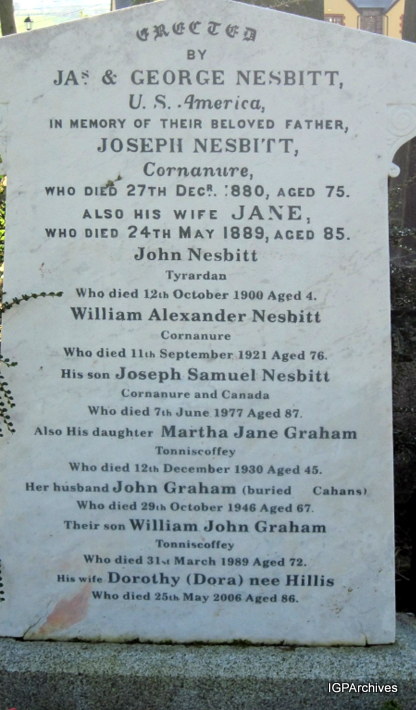 ERECTED
BY
JAS. & GEORGE NESBITT,
U. S. America,
IN MEMORY OF THEIR BELOVED FATHER,
JOSEPH NESBITT,
Cornanure,
WHO DIED 27TH DECR. 1880, AGED 75.
ALSO HIS WIFE JANE,
WHO DIED 24TH MAY 1889, AGED 85.
John Nesbitt
Tyrardan
Who died 12th October 1900 Aged 4.
William Alexander Nesbitt
Cornanure
Who died 11th September 1921 Aged 76.
His son Joseph Samuel Nesbitt
Cornanure and Canada
Who died 7th June 1977 Aged 87.
Also His daughter Martha Jane Graham
Tonniscoffey
Who died 12th December 1930 Aged 45.
Her husband John Graham (buried Cahans)
Who died 29th October 1946 Aged 67.
Their son William John Graham
Tonniscoffey
Who died 31st March 1989 Aged 72.
His wife Dorothy (Dora) nee Hillis
Who died 25th May 2006 Aged 86.
IGPArchives